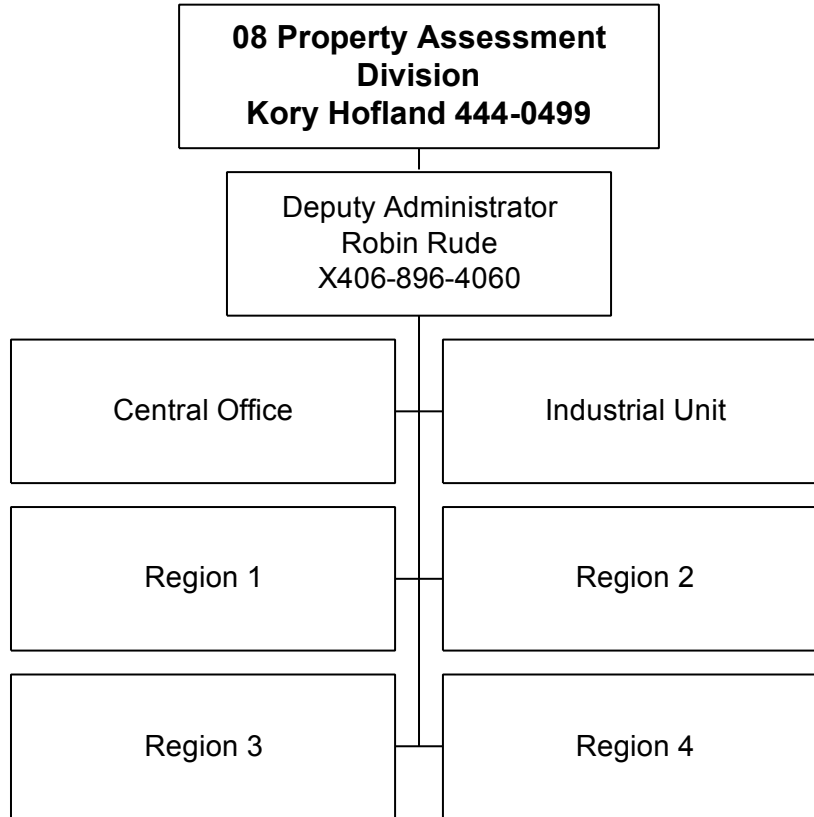 08 Property Assessment
Division
Kory Hofland 444-0499
Deputy Administrator
Robin Rude
X406-896-4060
Central Office
Industrial Unit
Region 1
Region 2
Region 3
Region 4